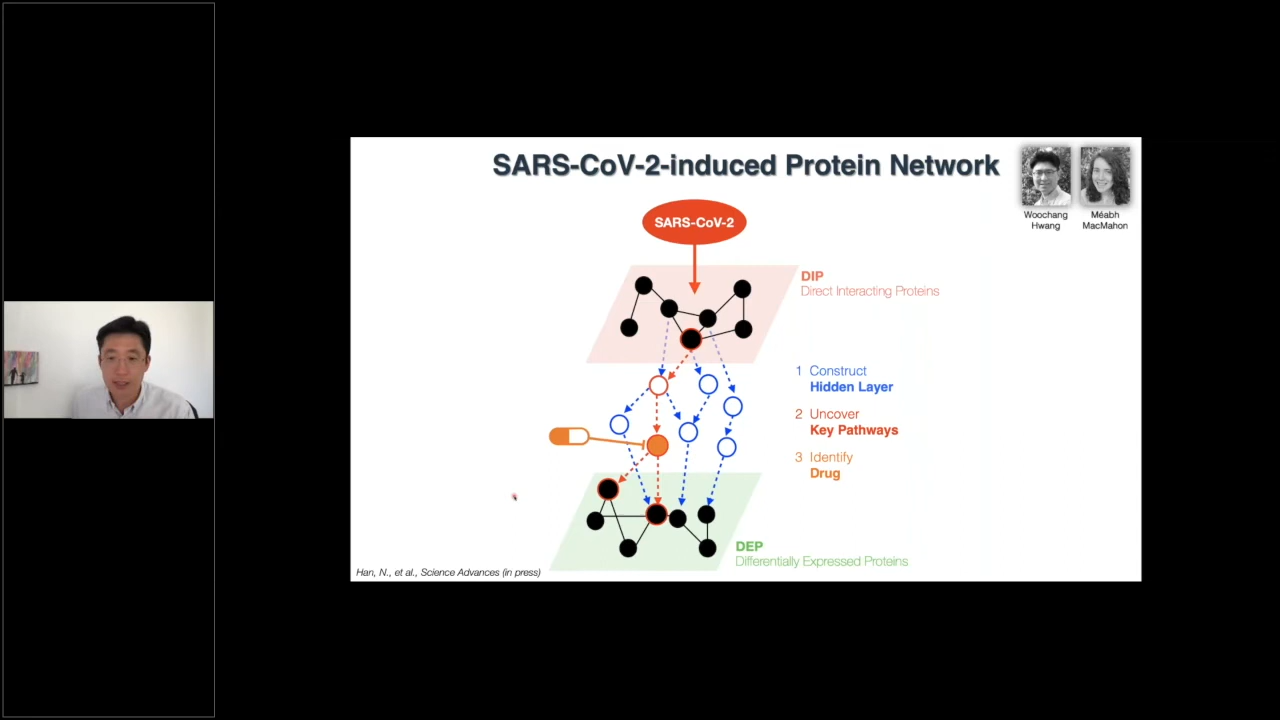 SARS-CoV-2-induced Protein Network
Woochang
Hwang
Méabh
MacMahon
SARS-CoV-2
DIP
Direct Interacting Proteins
1 Construct
Hidden Layer
2 Uncover
Key Pathways
3 Identify
Drug
DEP
Differentially Expressed Proteins
Han, N., et al., Science Advances (in press)